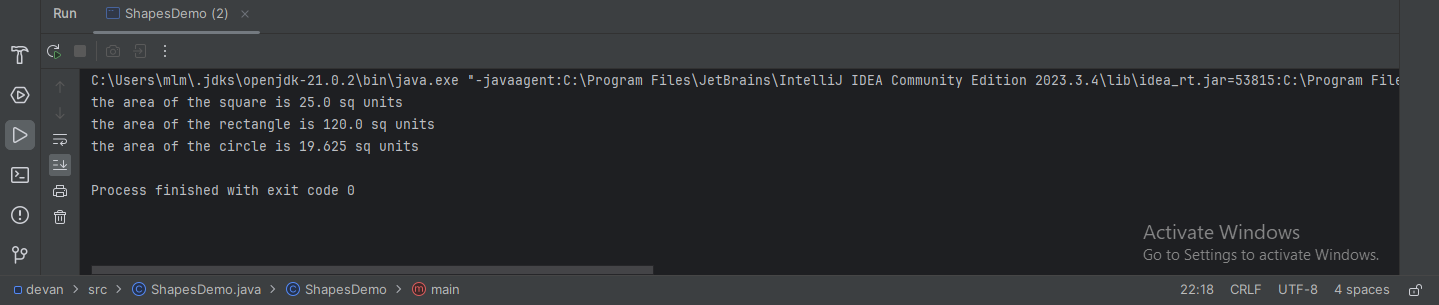 Run ShapesDemo (2)
C:\Users\mlm\.jdks\openjdk-21.0.2\bin\java.exe "-javaagent:C:\Program Files\JetBrains\IntelliJ IDEA Community Edition 2023.3.4\lib\idea_rt.jar=53815:C:\Program File
the area of the square is 25.0 sq units
the area of the rectangle is 120.0 sq units
the area of the circle is 19.625 sq units
Process finished with exit code 0
Activate Windows
Go to Settings to activate Windows.
devan > src > ShapesDemo.java > ShapesDemo > main 22:18 CRLF UTF-8 4 spaces